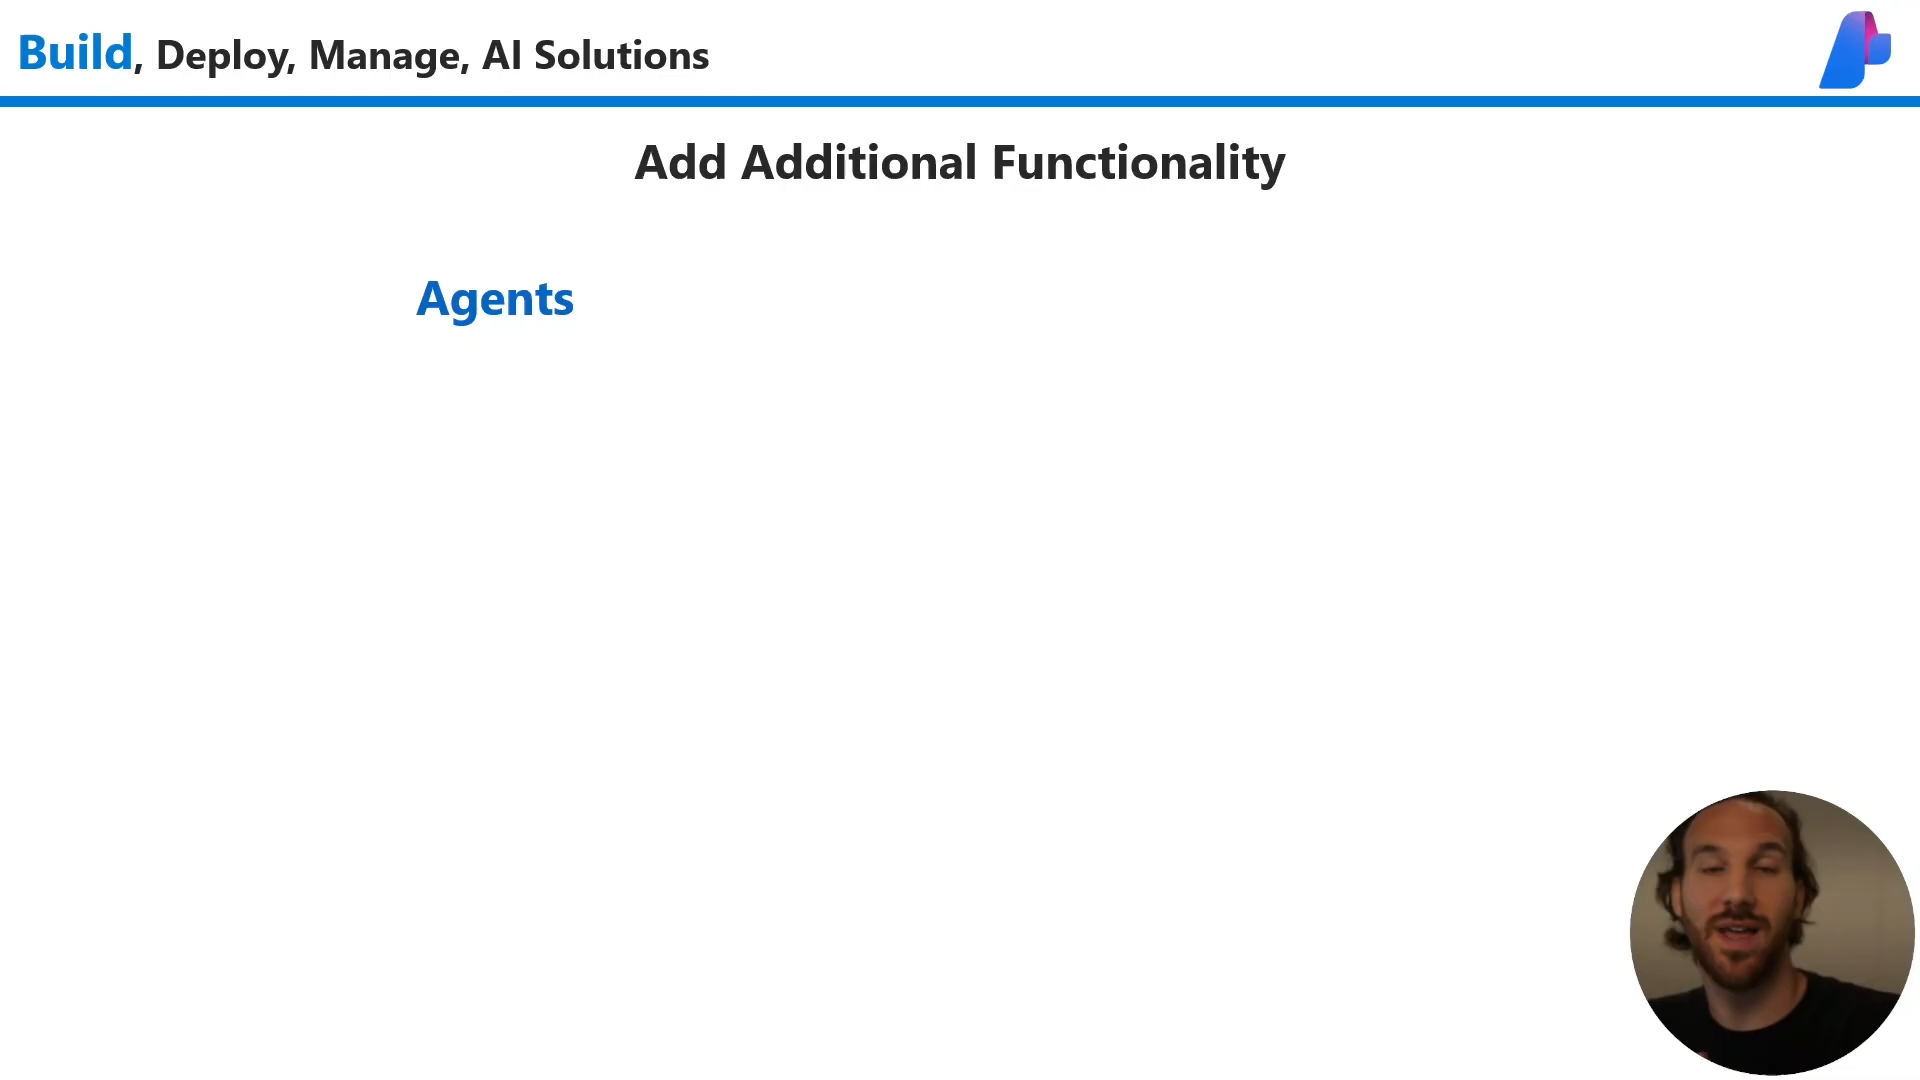 Build, Deploy, Manage, AI Solutions
Add Additional Functionality
Agents